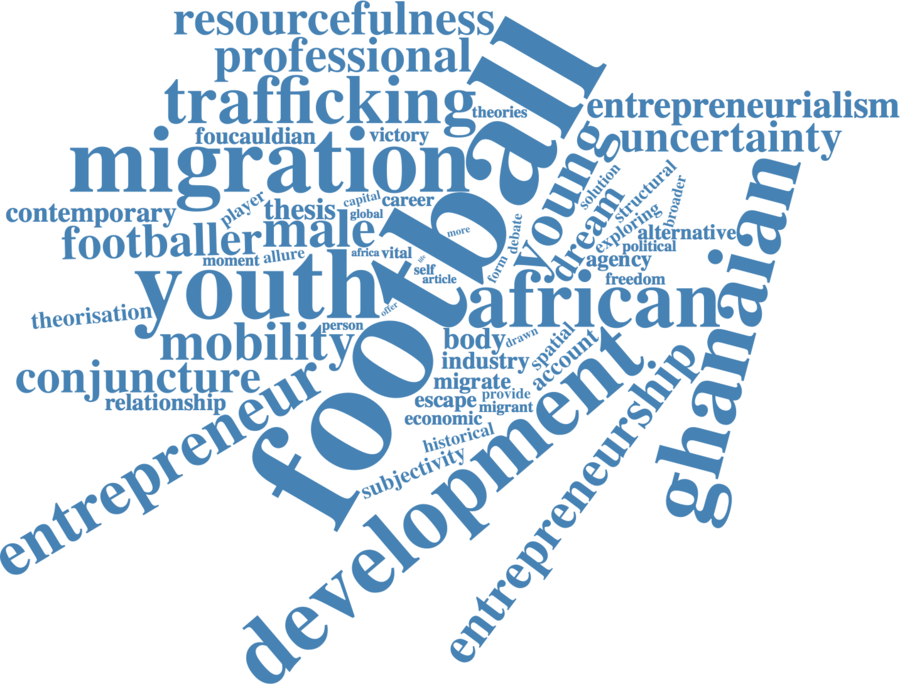 resourcefulness
professional
football
trafficking
theories
entrepreneurialism
foucauldian
victory
young
uncertainty
migration
solution
structural
ghanaian
contemporary
player
thesis
capital
career
global
dream
exploring
broader
footballer
male
more
debate
alternative
political
moment
allure
africa
vital
life
self
article
form
agency
freedom
youth
african
theorisation
offer
person
mobility
body
drawn
spatial
account
industry
conjuncture
migrate
relationship
escape
provide
migrant
economic
entrepreneur
historical
subjectivity
development
entrepreneurship